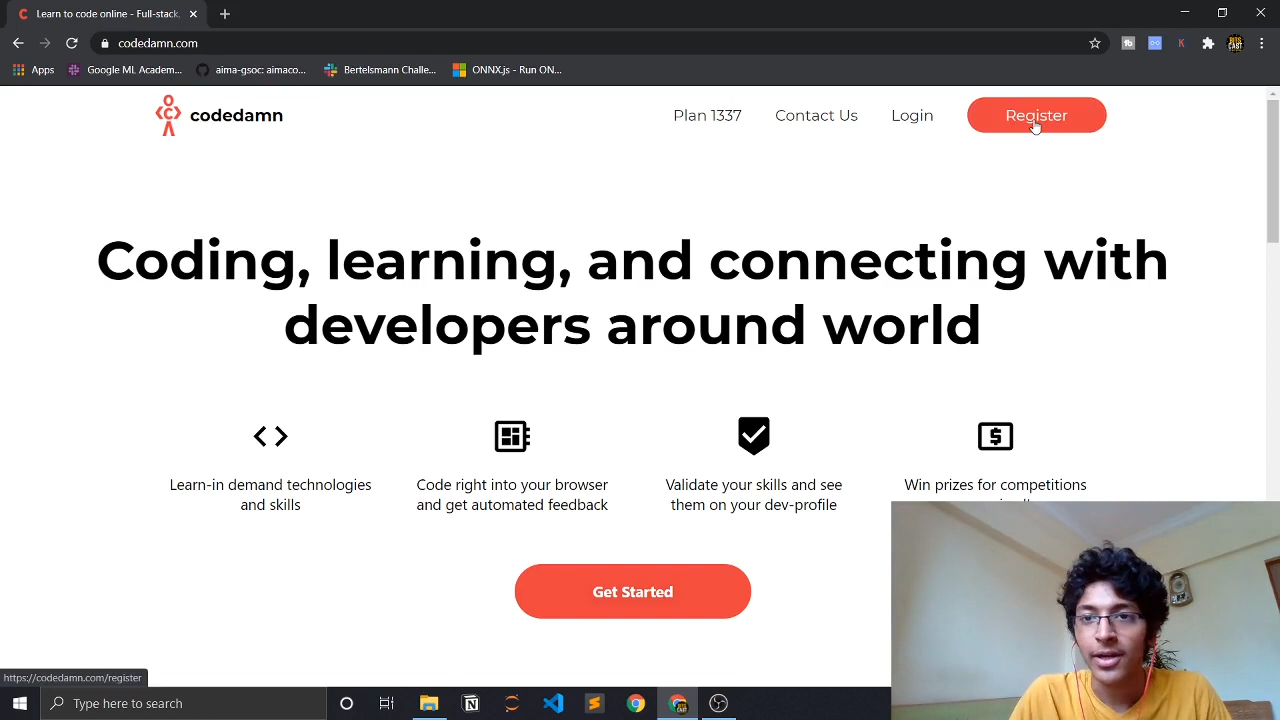 Learn to code online - Full-stack,
codedamn.com
Apps
Google ML Academ...
aima-gsoc: aimaco...
Bertelsmann Challe...
ONNX.js - Run ON...
codedamn
Plan 1337
Contact Us
Login
Register
Coding, learning, and connecting with
developers around world
Learn-in demand technologies
and skills
Code right into your browser
and get automated feedback
Validate your skills and see
them on your dev-profile
Win prizes for competitions
Get Started
https://codedamn.com/register
Type here to search